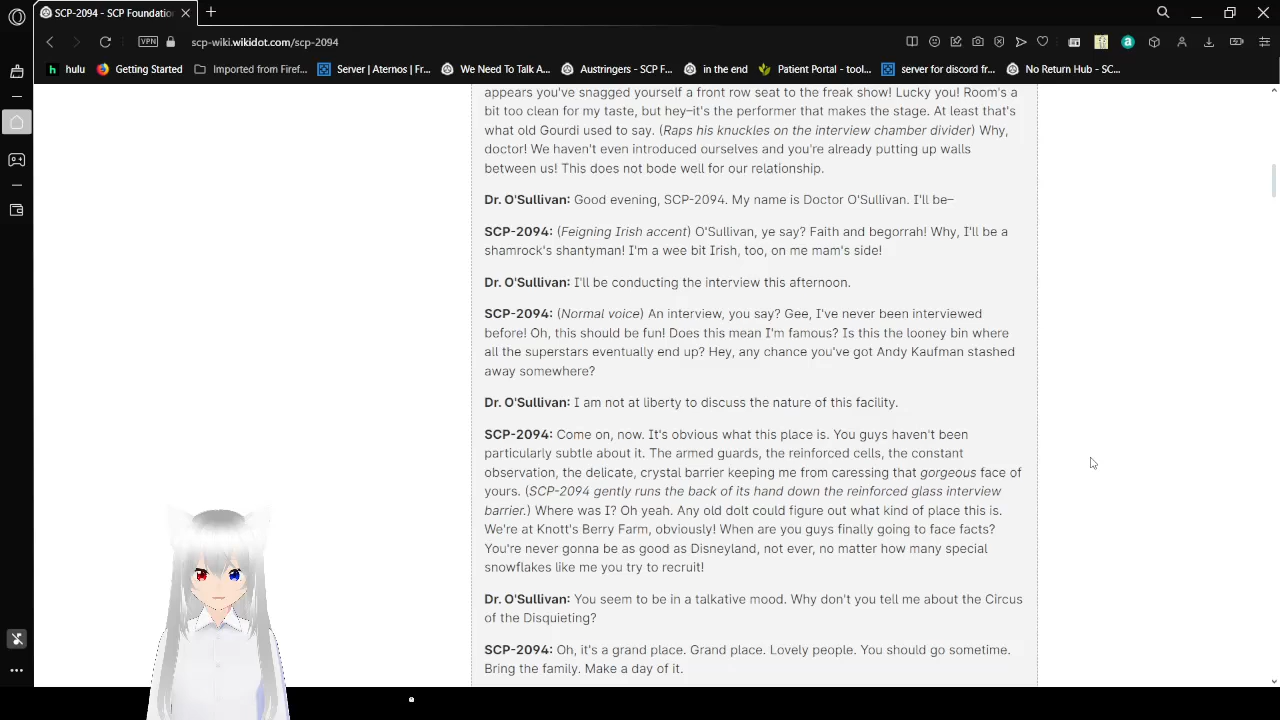 SCP-2094 - SCP Foundatio
VPN
scp-wiki.wikidot.com/scp-2094
hulu
Getting Started
Imported from Firef...
Server | Aternos | Fr...
We Need To Talk A...
Austringers - SCP F...
in the end
Patient Portal - tool...
server for discord fr...
No Return Hub - SC...
appears you've snagged yourself a front row seat to the freak show! Lucky you! Room's a
bit too clean for my taste, but hey–it's the performer that makes the stage. At least that's
what old Gourdi used to say. (Raps his knuckles on the interview chamber divider) Why,
doctor! We haven't even introduced ourselves and you're already putting up walls
between us! This does not bode well for our relationship.
Dr. O'Sullivan: Good evening, SCP-2094. My name is Doctor O'Sullivan. I'll be–
SCP-2094: (Feigning Irish accent) O'Sullivan, ye say? Faith and begorrah! Why, I'll be a
shamrock's shantyman! I'm a wee bit Irish, too, on me mam's side!
Dr. O'Sullivan: I'll be conducting the interview this afternoon.
SCP-2094: (Normal voice) An interview, you say? Gee, I've never been interviewed
before! Oh, this should be fun! Does this mean I'm famous? Is this the looney bin where
all the superstars eventually end up? Hey, any chance you've got Andy Kaufman stashed
away somewhere?
Dr. O'Sullivan: I am not at liberty to discuss the nature of this facility.
SCP-2094: Come on, now. It's obvious what this place is. You guys haven't been
particularly subtle about it. The armed guards, the reinforced cells, the constant
observation, the delicate, crystal barrier keeping me from caressing that gorgeous face of
yours. (SCP-2094 gently runs the back of its hand down the reinforced glass interview
barrier.) Where was I? Oh yeah. Any old dolt could figure out what kind of place this is.
We're at Knott's Berry Farm, obviously! When are you guys finally going to face facts?
You're never gonna be as good as Disneyland, not ever, no matter how many special
snowflakes like me you try to recruit!
Dr. O'Sullivan: You seem to be in a talkative mood. Why don't you tell me about the Circus
of the Disquieting?
SCP-2094: Oh, it's a grand place. Grand place. Lovely people. You should go sometime.
Bring the family. Make a day of it.